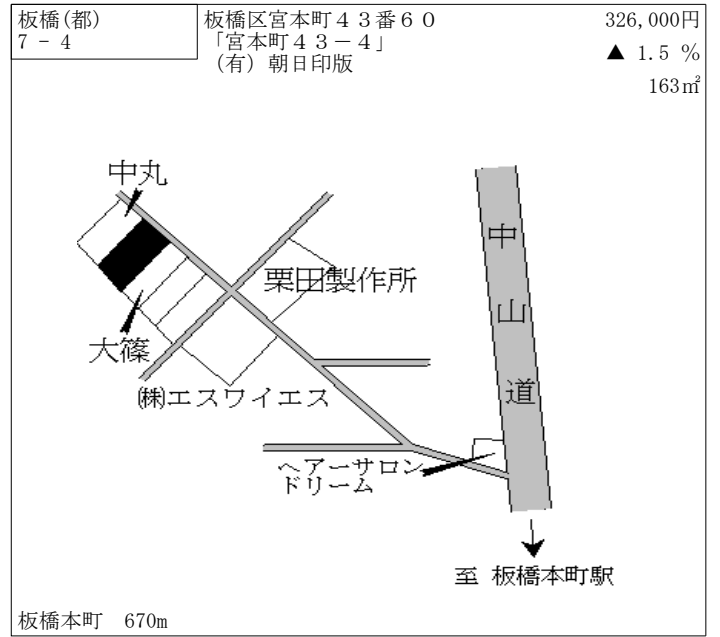 板橋(都)
7 - 4
板橋区宮本町４３番６０
「宮本町４３－４」
(有) 朝日印版
326,000円
▲ 1.5 %
163㎡
中丸
栗田製作所
大篠
㈱エスワイエス
中山道
ヘアーサロン
ドリーム
至 板橋本町駅
板橋本町 670m